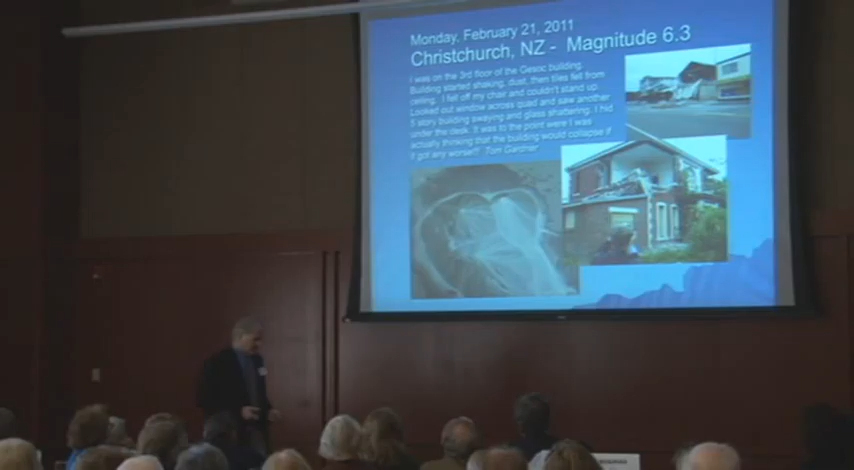 Monday, February 21, 2011
Christchurch, NZ - Magnitude 6.3
I was on the 3rd floor of the Gesoc building.
Building started shaking, dust, then tiles fell from
ceiling. I fell off my chair and couldn't stand up.
Looked out window across quad and saw another
5 story building swaying and glass shattering. I hid
under the desk. It was to the point were I was
actually thinking that the building would collapse if
it got any worse!! Tom Gardner